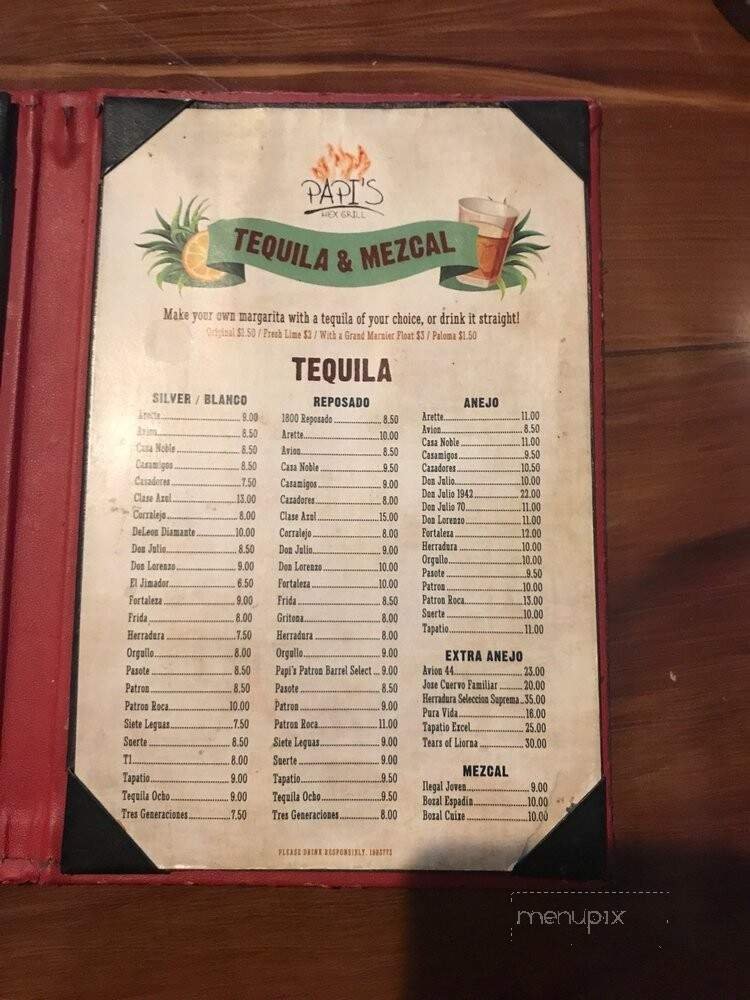 PAPI'S
MEX GRILL
TEQUILA & MEZCAL
Make your own margarita with a tequila of your choice, or drink it straight!
Original $1.50 / Fresh Lime $2 / With a Grand Marnier Float $3 / Paloma $1.50
TEQUILA
SILVER / BLANCO
Arette 9.00
Avion 8.50
Casa Noble 8.50
Casamigos 8.50
Casadores 7.50
Clase Azul 13.00
Corralejo 8.00
DeLeon Diamante 10.00
Don Julio 8.50
Don Lorenzo 9.00
El Jimador 6.50
Fortaleza 9.00
Frida 8.00
Herradura 7.50
Orgullo 8.00
Pasote 8.50
Patron 8.50
Patron Roca 10.00
Siete Leguas 7.50
Suerte 8.50
T1 8.00
Tapatio 9.00
Tequila Ocho 9.00
Tres Generaciones 7.50
REPOSADO
1800 Reposado 8.50
Arette 10.00
Avion 8.50
Casa Noble 9.50
Casamigos 9.00
Cazadores 8.00
Clase Azul 15.00
Corralejo 8.00
Don Julio 9.00
Don Lorenzo 10.00
Fortaleza 10.00
Frida 8.50
Gritona 8.00
Herradura 8.00
Orgullo 9.00
Papi's Patron Barrel Select 9.00
Pasote 8.50
Patron 9.00
Patron Roca 11.00
Siete Leguas 9.00
Suerte 9.00
Tapatio 9.50
Tequila Ocho 9.50
Tres Generaciones 8.00
ANEJO
Arette 11.00
Avion 8.50
Casa Noble 11.00
Casamigos 9.50
Cazadores 10.50
Don Julio 10.00
Don Julio 1942 22.00
Don Julio 70 11.00
Don Lorenzo 11.00
Fortaleza 12.00
Herradura 10.00
Orgullo 10.00
Pasote 9.50
Patron 10.00
Patron Roca 13.00
Suerte 10.00
Tapatio 11.00
EXTRA ANEJO
Avion 44 23.00
Jose Cuervo Familiar 20.00
Herradura Seleccion Suprema 35.00
Pura Vida 16.00
Tapatio Excel 25.00
Tears of Llorna 30.00
MEZCAL
Ilegal Joven 9.00
Bozal Espadin 10.00
Bozal Cuixe 10.00
PLEASE DRINK RESPONSIBLY.
menupix